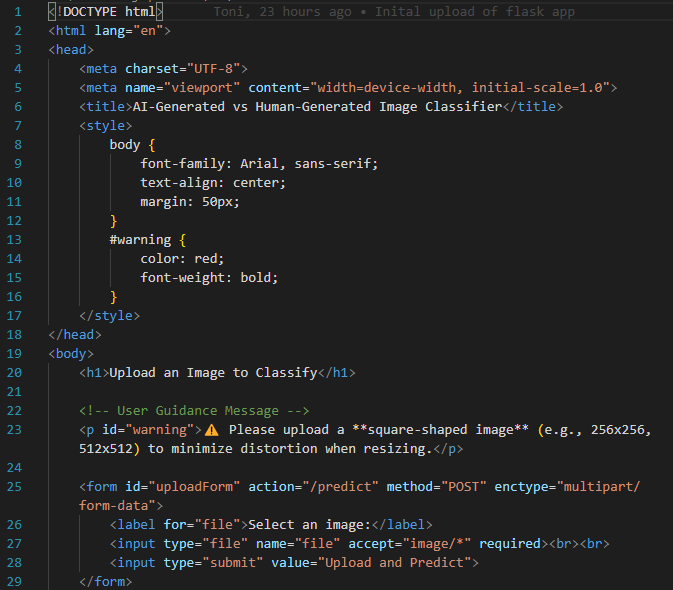 1 <!DOCTYPE html> Toni, 23 hours ago • Inital upload of flask app
2 <html lang="en">
3 <head>
4     <meta charset="UTF-8">
5     <meta name="viewport" content="width=device-width, initial-scale=1.0">
6     <title>AI-Generated vs Human-Generated Image Classifier</title>
7     <style>
8         body {
9             font-family: Arial, sans-serif;
10             text-align: center;
11             margin: 50px;
12         }
13         #warning {
14             color: red;
15             font-weight: bold;
16         }
17     </style>
18 </head>
19 <body>
20     <h1>Upload an Image to Classify</h1>
21
22     <!-- User Guidance Message -->
23     <p id="warning">⚠️ Please upload a **square-shaped image** (e.g., 256x256,
    512x512) to minimize distortion when resizing.</p>
24
25     <form id="uploadForm" action="/predict" method="POST" enctype="multipart/
    form-data">
26         <label for="file">Select an image:</label>
27         <input type="file" name="file" accept="image/*" required><br><br>
28         <input type="submit" value="Upload and Predict">
29     </form>